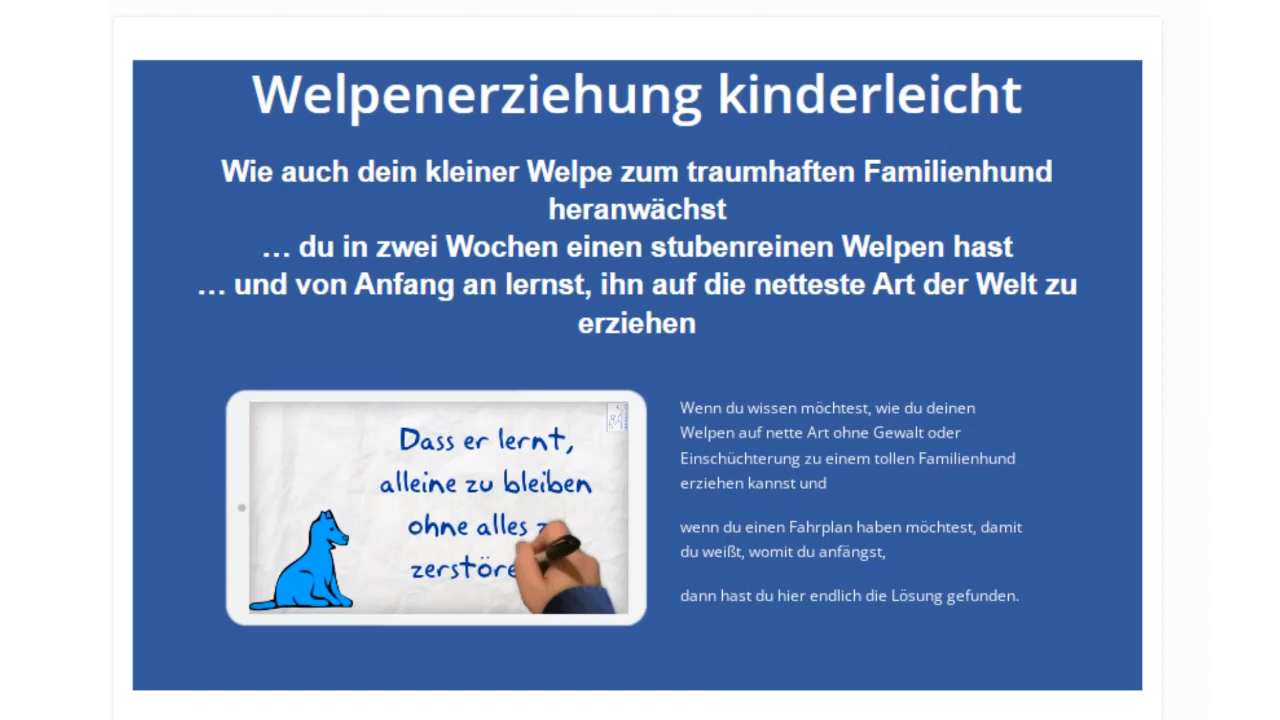 Welpenerziehung kinderleicht
Wie auch dein kleiner Welpe zum traumhaften Familienhund
heranwächst
… du in zwei Wochen einen stubenreinen Welpen hast
… und von Anfang an lernst, ihn auf die netteste Art der Welt zu
erziehen
Dass er lernt,
alleine zu bleiben
ohne alles z
zerstöre
Wenn du wissen möchtest, wie du deinen
Welpen auf nette Art ohne Gewalt oder
Einschüchterung zu einem tollen Familienhund
erziehen kannst und
wenn du einen Fahrplan haben möchtest, damit
du weißt, womit du anfängst,
dann hast du hier endlich die Lösung gefunden.